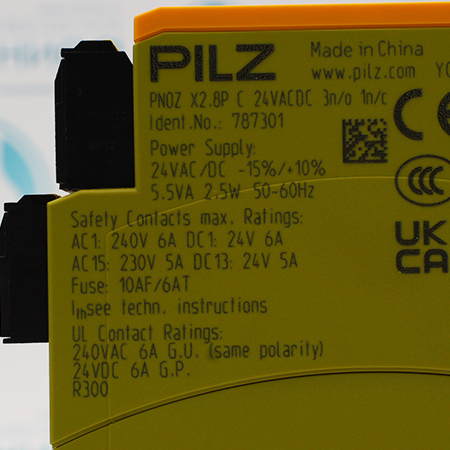 PILZ
Made in China
www.pilz.com
PNOZ X2.8P C 24VACDC 3n/o 1n/c
Ident.No.: 787301
Power Supply:
24VAC/DC -15%/+10%
5.5VA 2.5W 50-60Hz
CE
CCC
UK
CA
Safety Contacts max. Ratings:
AC1: 240V 6A DC1: 24V 6A
AC15: 230V 5A DC13: 24V 5A
Fuse: 10AF/6AT
Ithsee techn. instructions
UL Contact Ratings:
240VAC 6A G.U. (same polarity)
24VDC 6A G.P.
R300